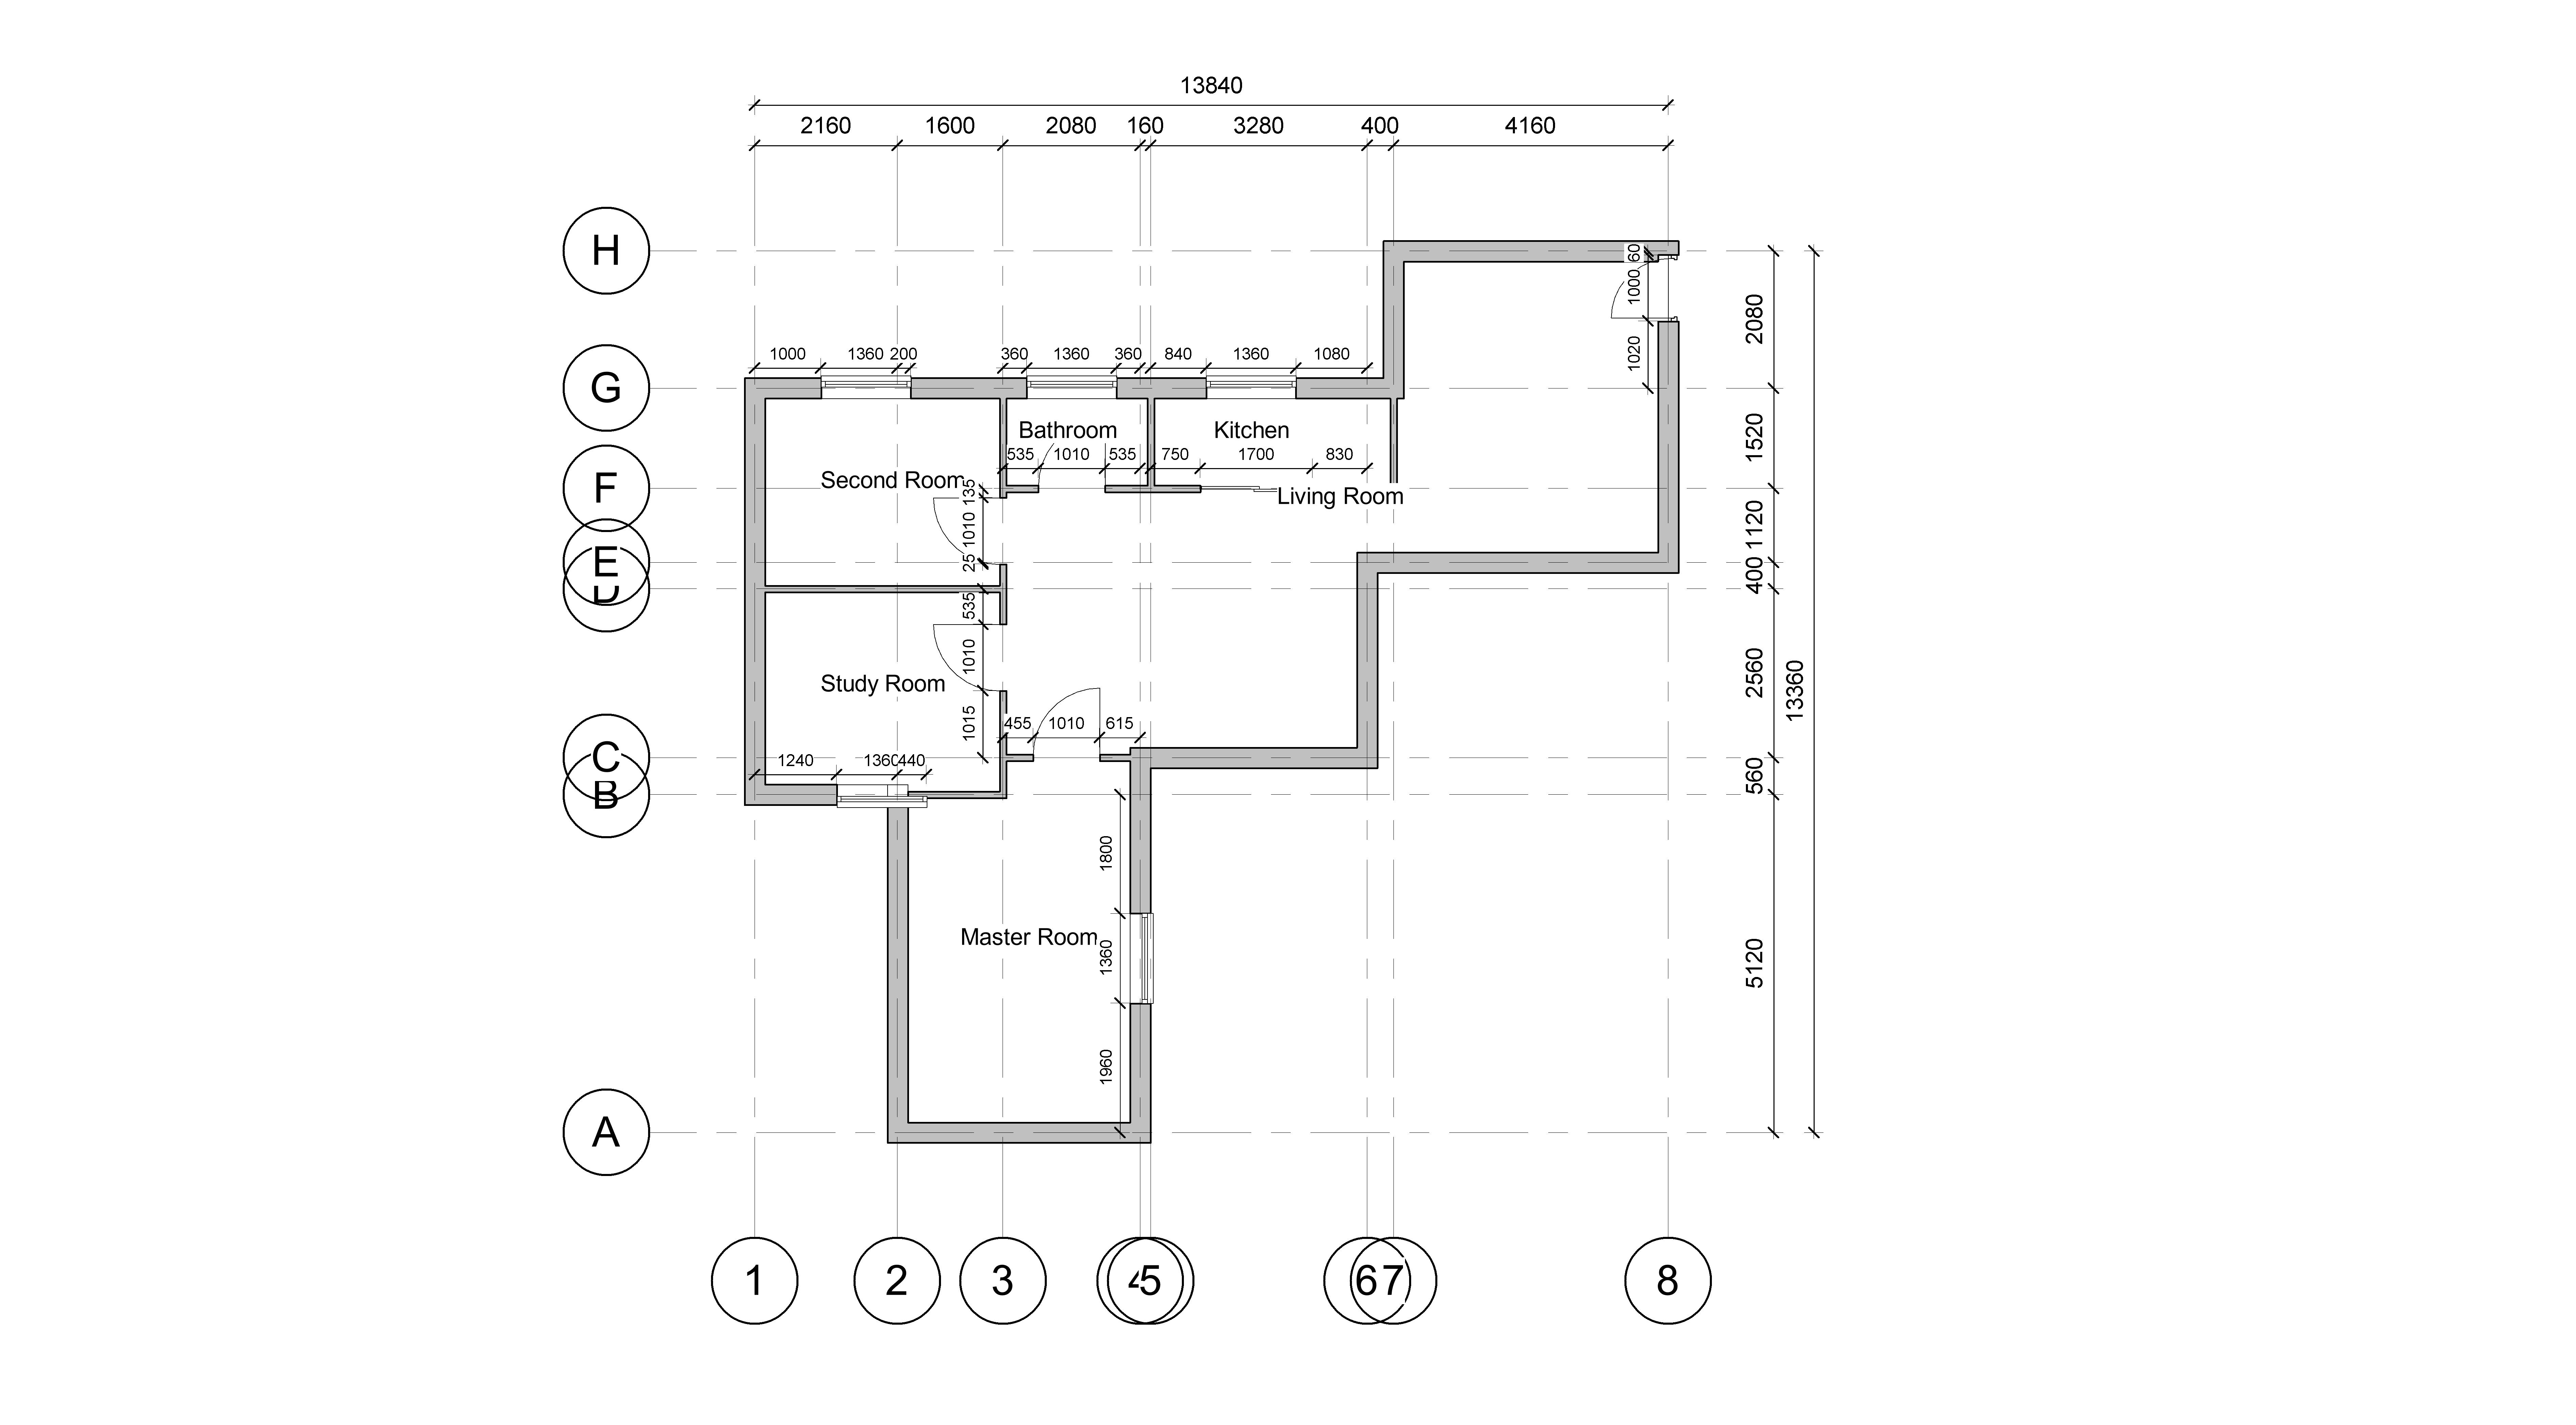 13840
2160 1600 2080 160 3280 400 4160
H
60
1000
2080
1020
1000 1360 200 360 1360 360 840 1360 1080
G
Bathroom Kitchen
1520
535 1010 535 750 1700 830
Second Room
135
F
Living Room
1010
1120
25
E
400
D
535
1010
Study Room
2560
13360
1015
455 1010 615
C
1240 1360 440
560
B
1800
Master Room
1360
5120
1960
A
1 2 3 5 6 7 8